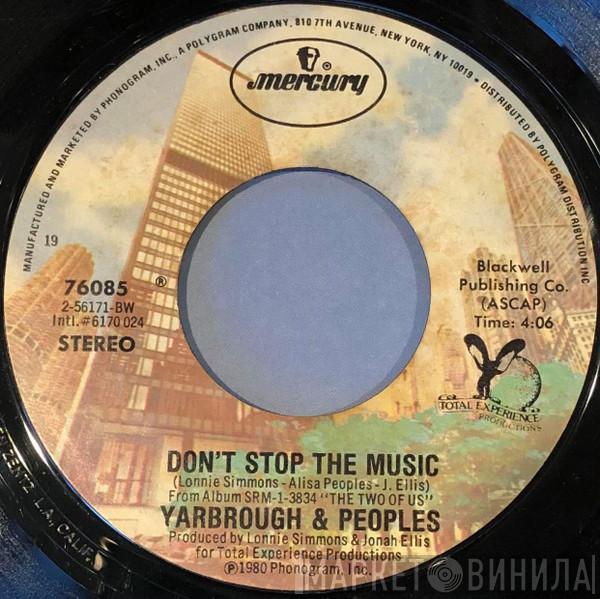 MANUFACTURED AND MARKETED BY PHONOGRAM, INC., A POLYGRAM COMPANY, 810 7TH AVENUE, NEW YORK, NY 10019 • DISTRIBUTED BY POLYGRAM DISTRIBUTION INC
mercury
®
19
76085
2-56171-BW
Intl. #6170 024
STEREO
®
Blackwell
Publishing Co.
(ASCAP)
Time: 4:06
TOTAL EXPERIENCE
PRODUCTIONS
DON'T STOP THE MUSIC
(Lonnie Simmons - Alisa Peoples - J. Ellis)
From Album SRM-1-3834 "THE TWO OF US"
YARBROUGH & PEOPLES
Produced by Lonnie Simmons & Jonah Ellis
for Total Experience Productions
℗1980 Phonogram, Inc.
L.A., CALIF.
МАРКЕТ ВИНИЛА